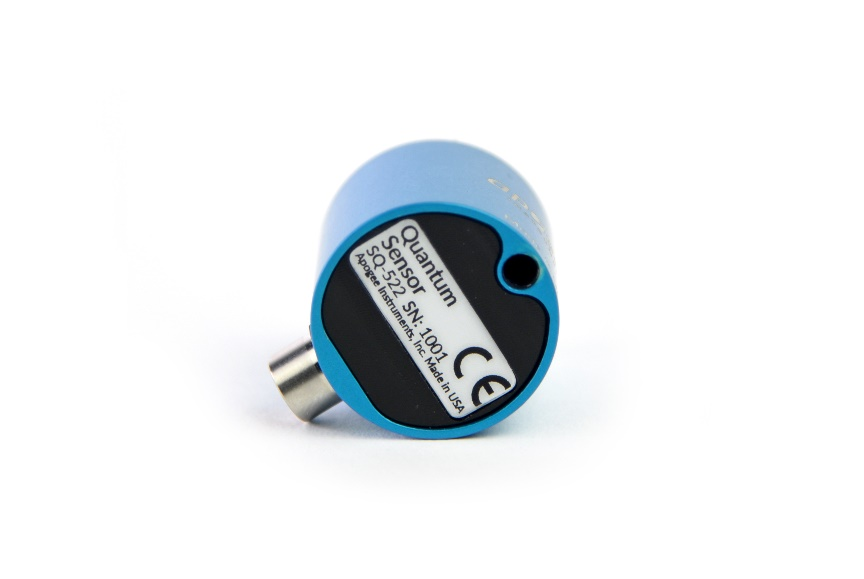 Quantum
Sensor
SQ-522 SN: 1001
Apogee Instruments, Inc. Made in USA
CE